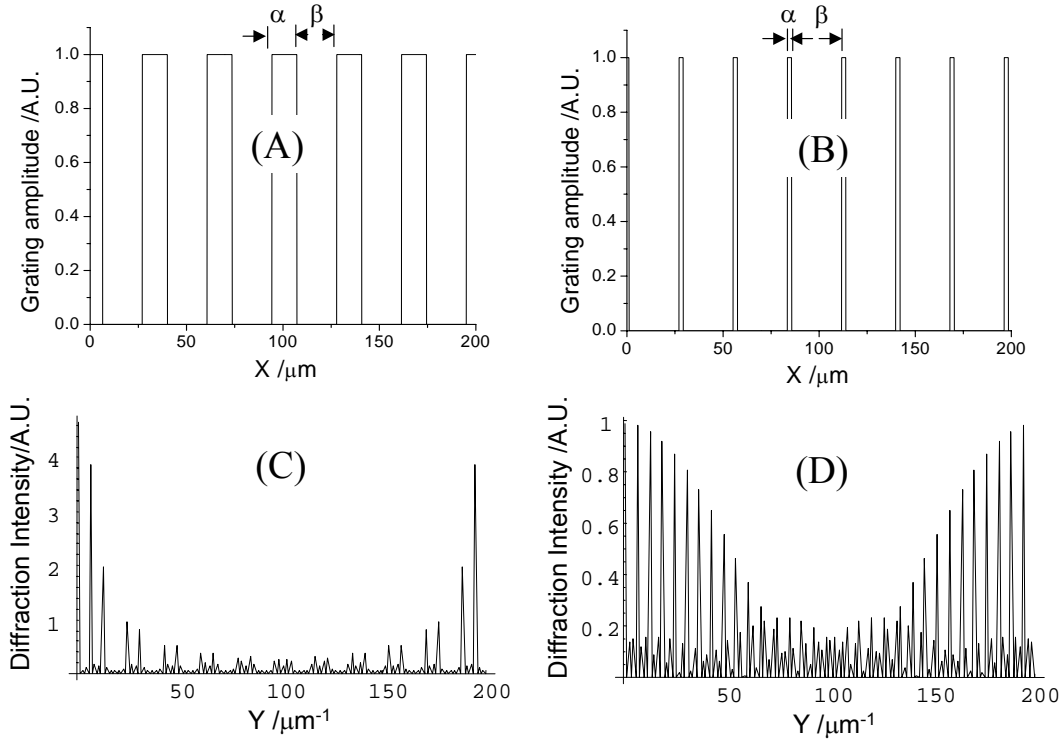 α β
1.0
0.8
0.6
0.4
0.2
0.0
Grating amplitude /A.U.
(A)
0 50 100 150 200
X /μm
α β
1.0
0.8
0.6
0.4
0.2
0.0
Grating amplitude /A.U.
(B)
0 50 100 150 200
X /μm
4
3
2
1
Diffraction Intensity/A.U.
(C)
50 100 150 200
Y /μm-1
1
0.8
0.6
0.4
0.2
Diffraction Intensity /A.U.
(D)
50 100 150 200
Y /μm-1